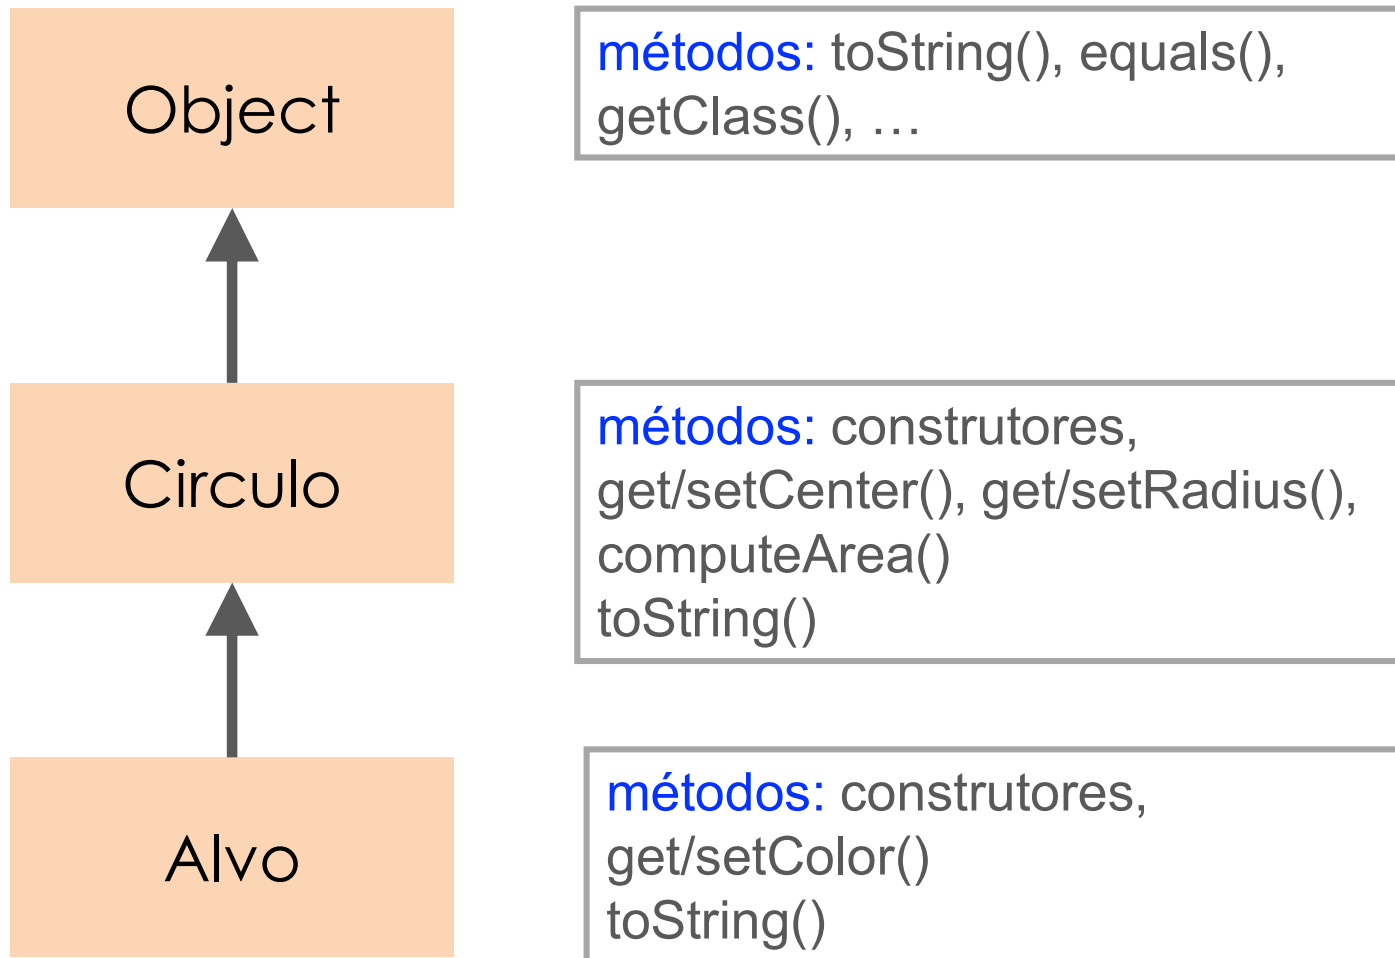 Object
métodos: toString(), equals(),
getClass(), …
Circulo
métodos: construtores,
get/setCenter(), get/setRadius(),
computeArea()
toString()
Alvo
métodos: construtores,
get/setColor()
toString()